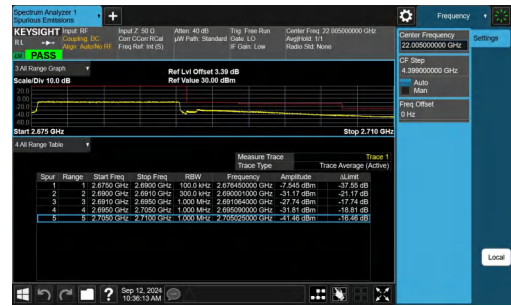 Spectrum Analyzer 1
Spurious Emissions
Frequency
KEYSIGHT Input: RF Input Z: 50 Ω Atten: 40 dB Trig: Free Run Center Freq: 22.005000000 GHz
RL Coupling: DC Corr CCorr RCal µW Path: Standard Gate: LO Avg|Hold: 1/1
Align: Auto/No RF Freq Ref: Int (S) IF Gain: Low Radio Std: None
PASS
Center Frequency
22.005000000 GHz
Settings
CF Step
4.399000000 GHz
Auto
Man
Freq Offset
0 Hz
3 All Range Graph
Ref Lvl Offset 3.39 dB
Scale/Div 10.0 dB Ref Value 30.00 dBm
20.0
0.00
-20.0
-40.0
-60.0
Start 2.675 GHz Stop 2.710 GHz
4 All Range Table
Measure Trace Trace 1
Trace Type Trace Average (Active)
Spur Range Start Freq Stop Freq RBW Frequency Amplitude ΔLimit
1 1 2.6750 GHz 2.6900 GHz 100.0 kHz 2.676450000 GHz -7.545 dBm -37.55 dB
2 2 2.6900 GHz 2.6910 GHz 300.0 kHz 2.690001000 GHz -31.17 dBm -21.17 dB
3 3 2.6910 GHz 2.6950 GHz 1.000 MHz 2.691064000 GHz -27.74 dBm -17.74 dB
4 4 2.6950 GHz 2.7050 GHz 1.000 MHz 2.695090000 GHz -31.81 dBm -18.81 dB
5 5 2.7050 GHz 2.7100 GHz 1.000 MHz 2.705025000 GHz -41.46 dBm -16.46 dB
Local
Sep 12, 2024
10:36:13 AM